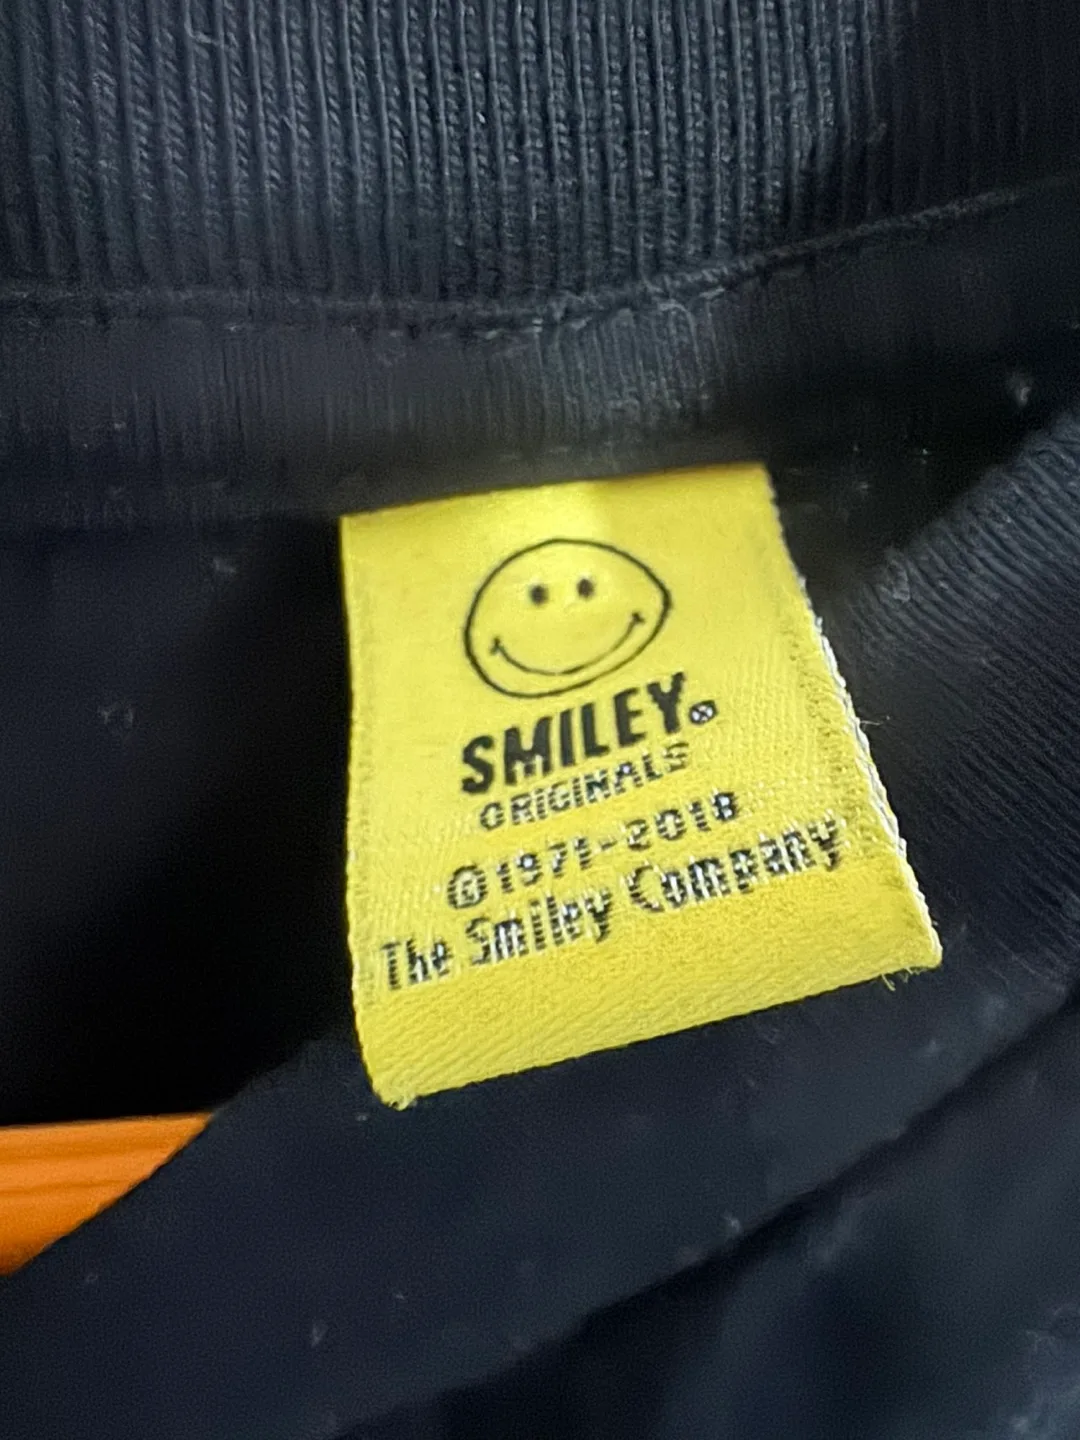 SMILEY®
ORIGINALS
©1971-2018
The Smiley Company